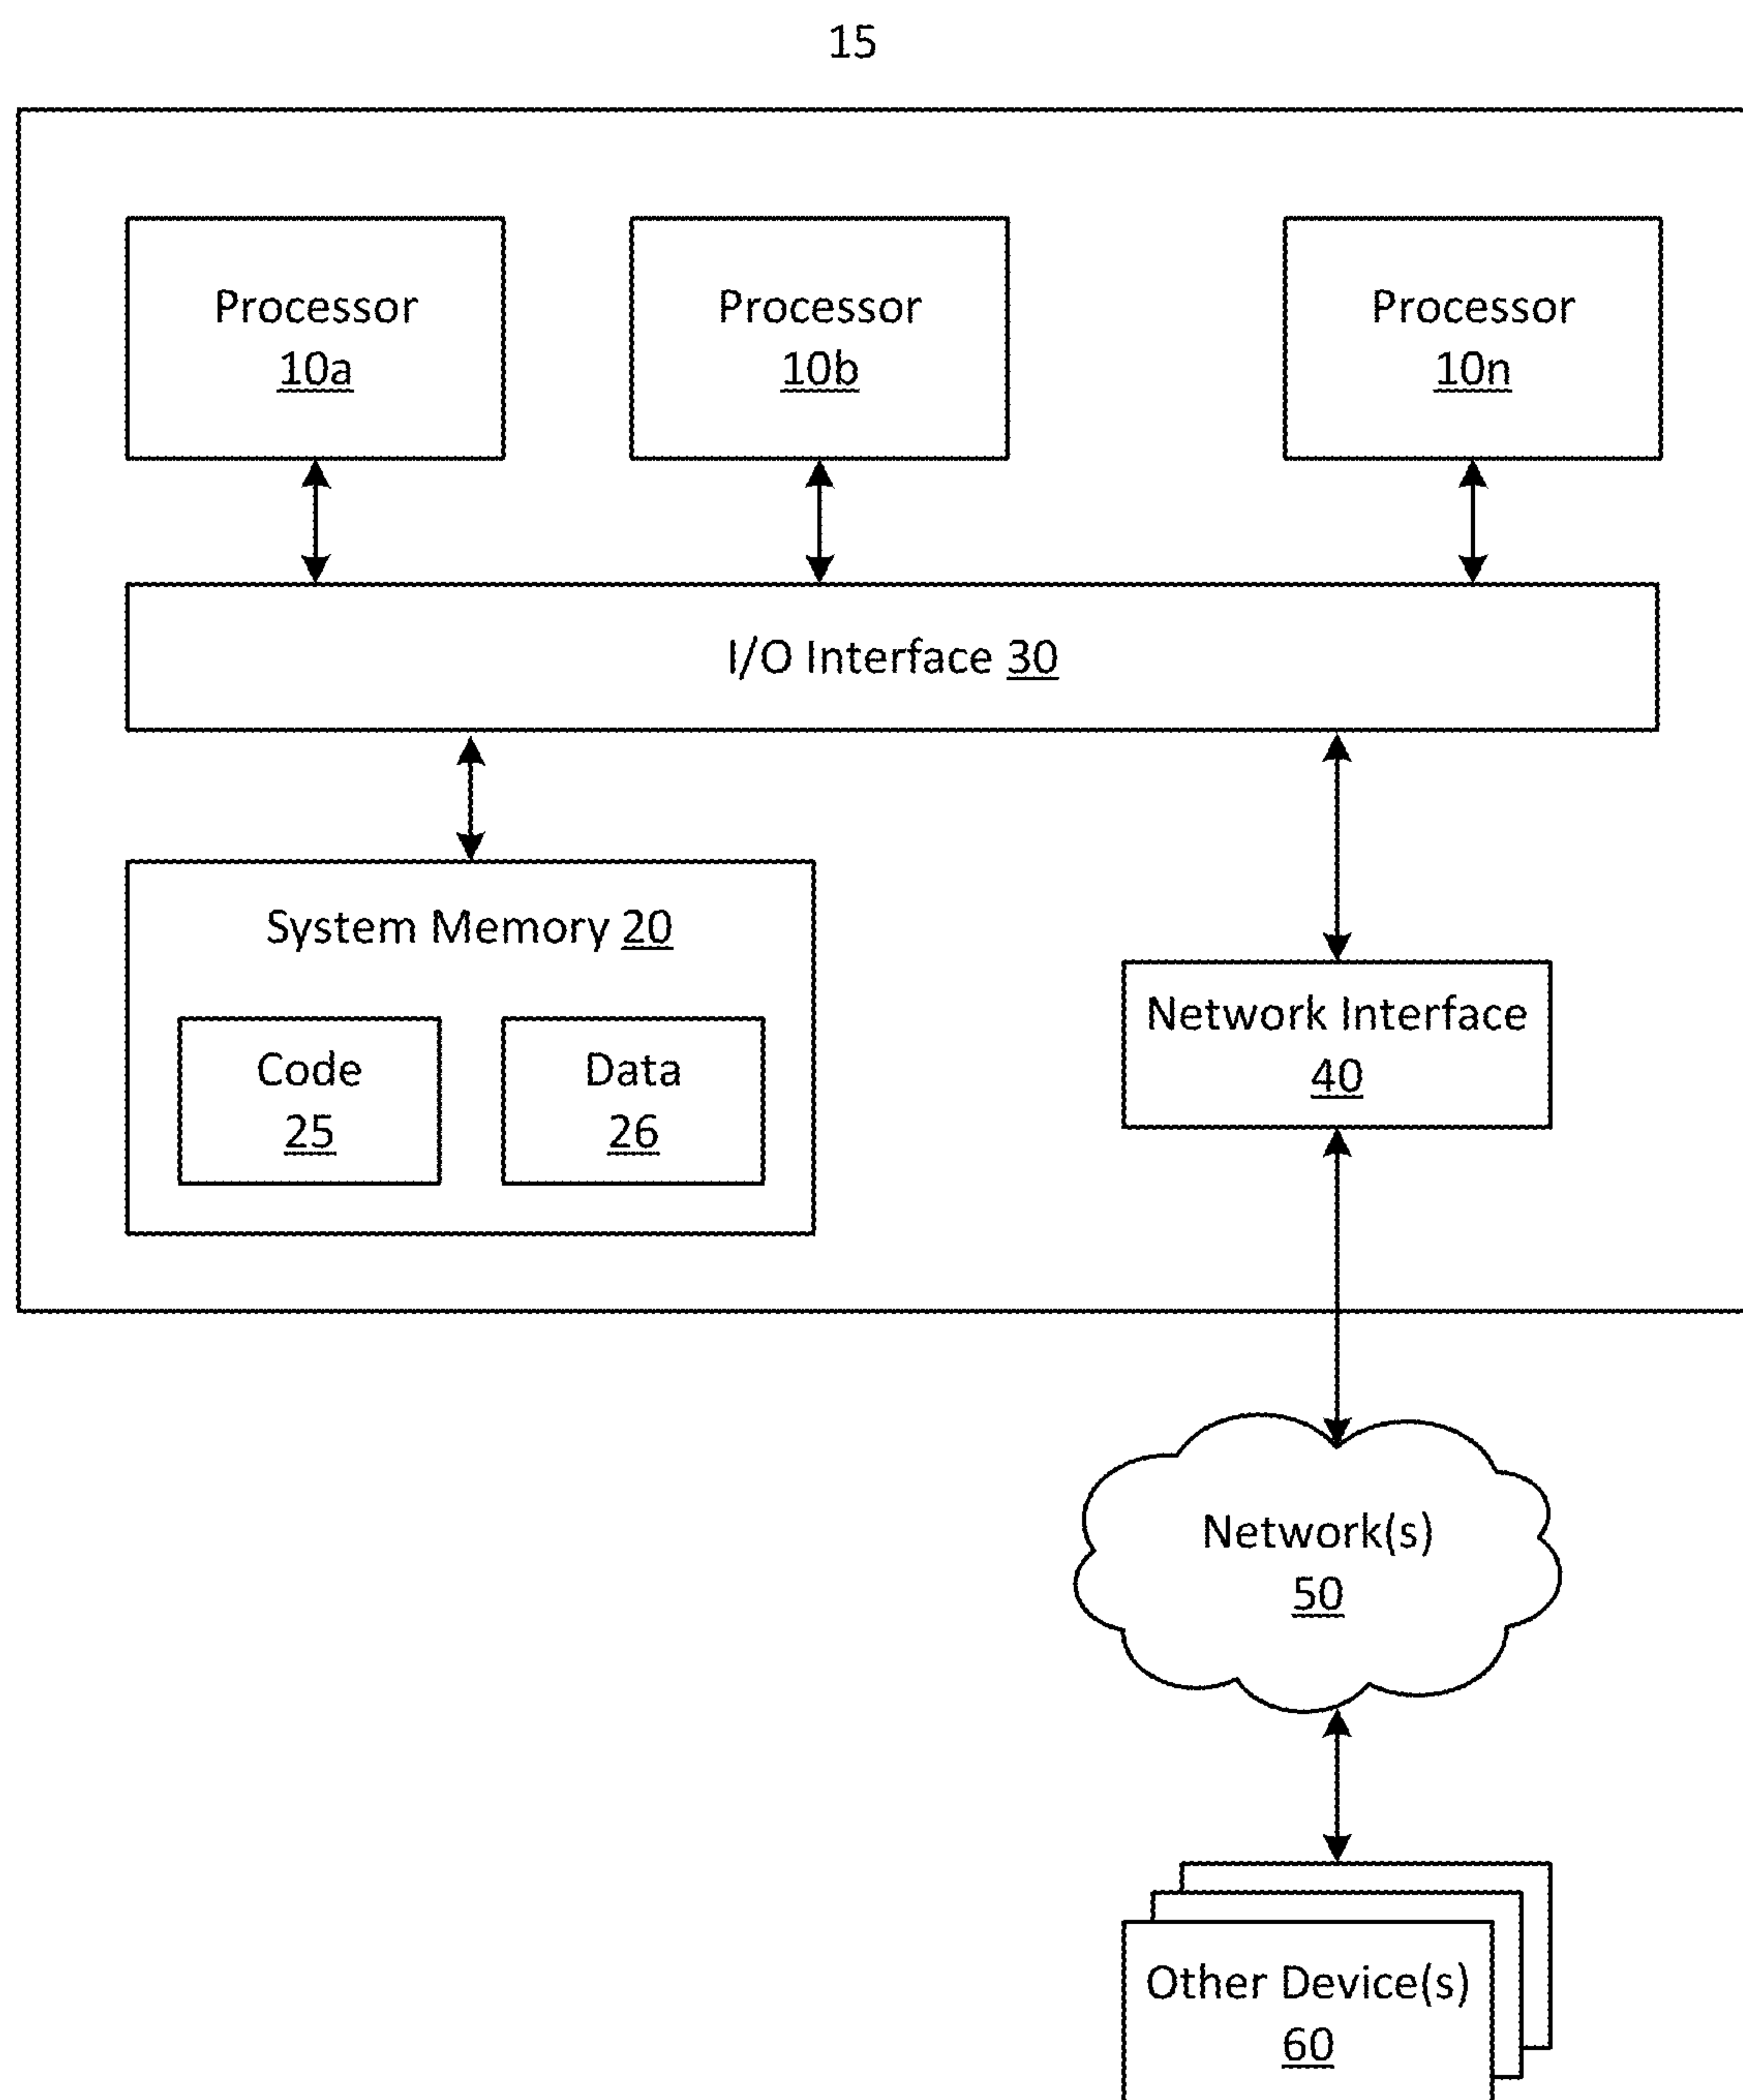 15
Processor
10a
Processor
10b
Processor
10n
I/O Interface 30
System Memory 20
Code
25
Data
26
Network Interface
40
Network(s)
50
Other Device(s)
60